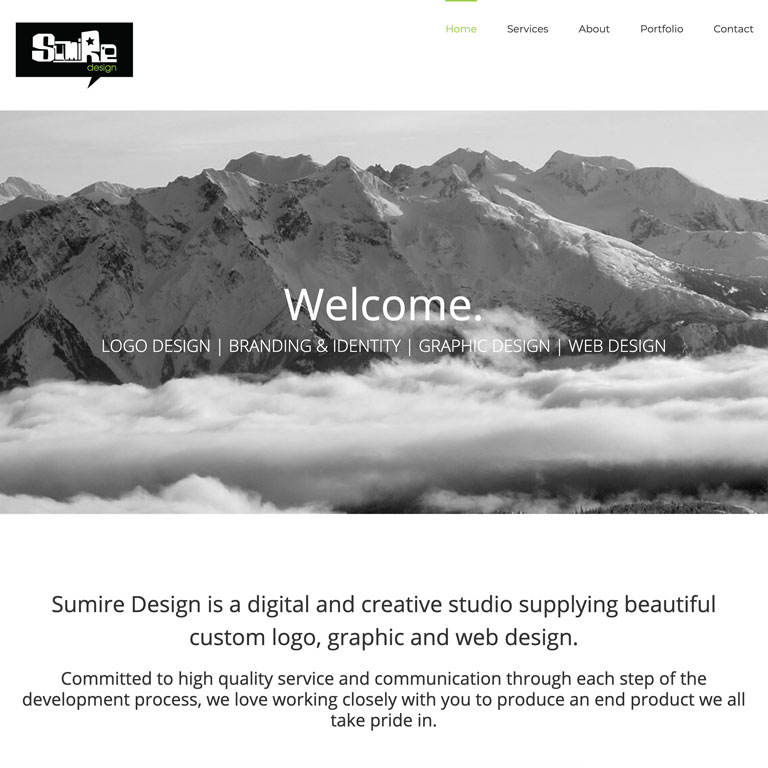 SumiRe
design
Home Services About Portfolio Contact
Welcome.
LOGO DESIGN | BRANDING & IDENTITY | GRAPHIC DESIGN | WEB DESIGN
Sumire Design is a digital and creative studio supplying beautiful
custom logo, graphic and web design.
Committed to high quality service and communication through each step of the
development process, we love working closely with you to produce an end product we all
take pride in.